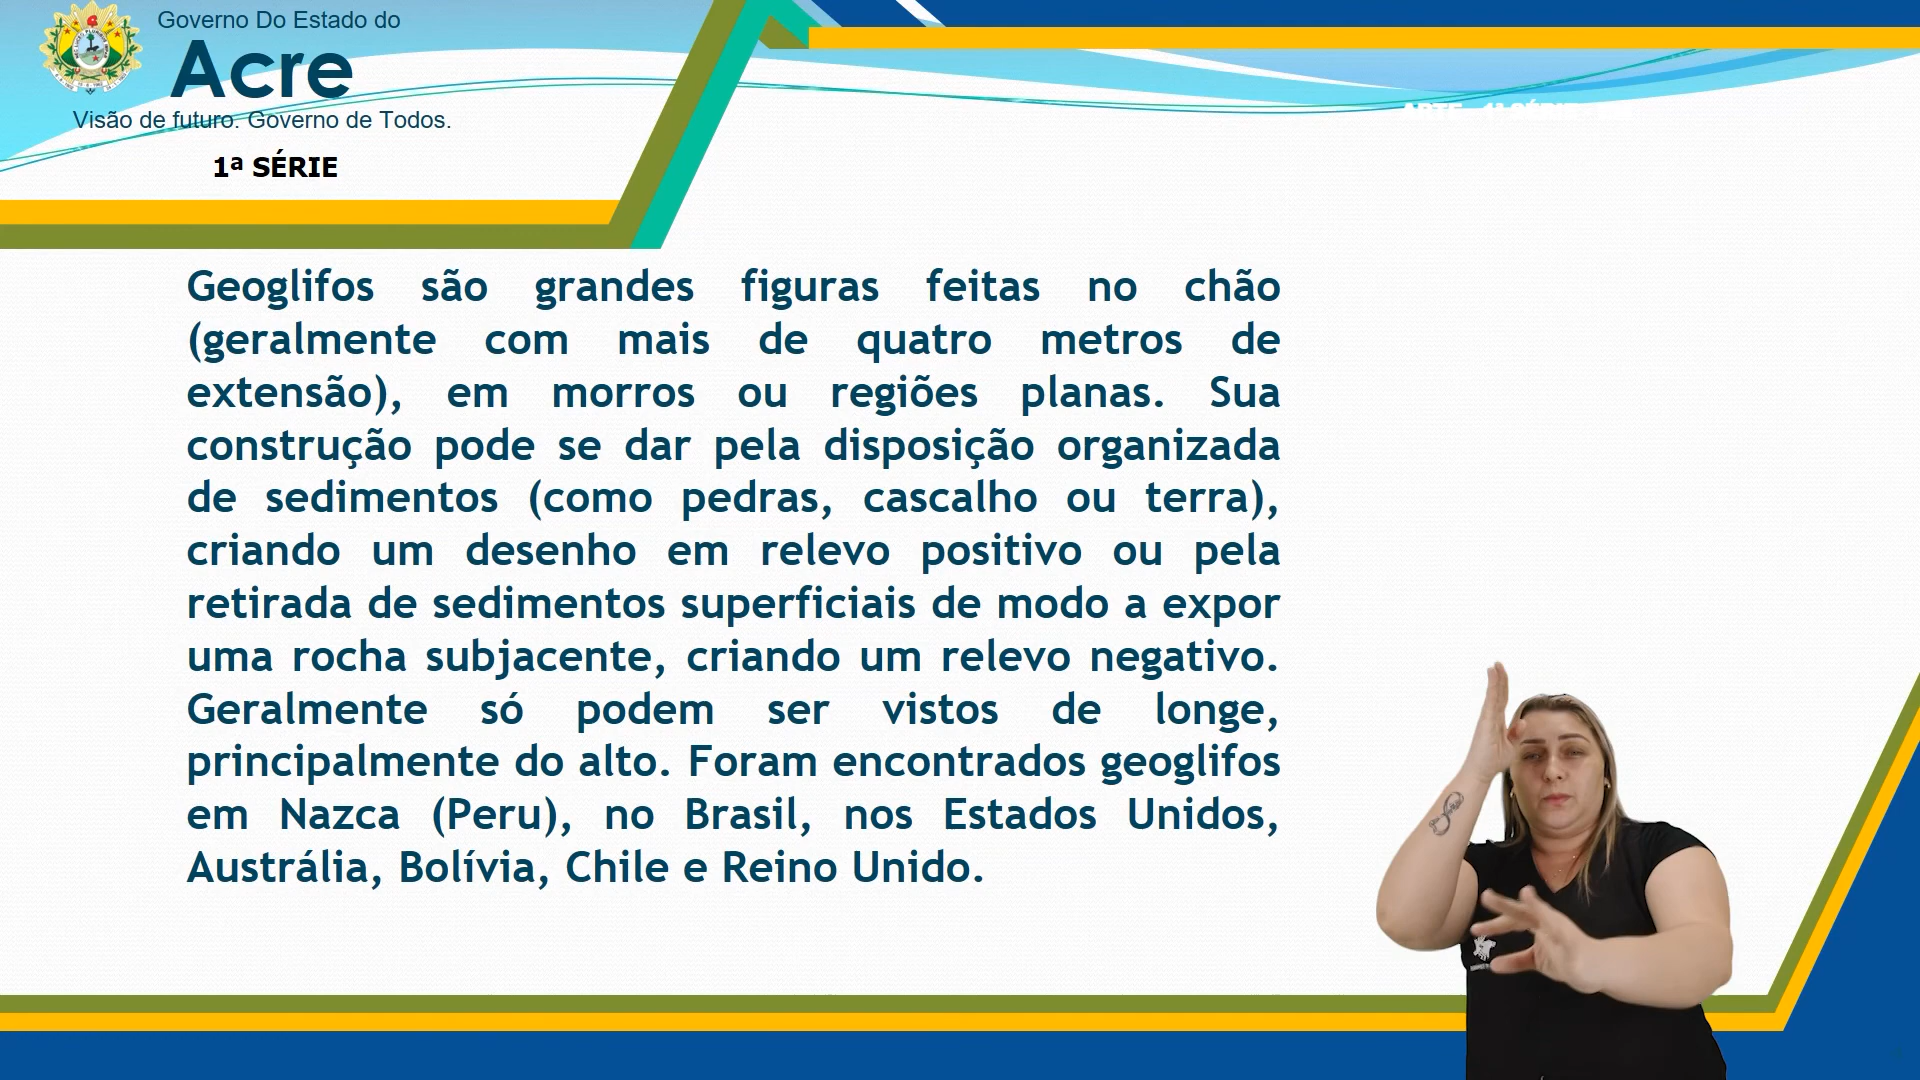 Governo Do Estado do
Acre
Visão de futuro. Governo de Todos.
1ª SÉRIE
ARTE - 1ª SÉRIE
Geoglifos são grandes figuras feitas no chão
(geralmente com mais de quatro metros de
extensão), em morros ou regiões planas. Sua
construção pode se dar pela disposição organizada
de sedimentos (como pedras, cascalho ou terra),
criando um desenho em relevo positivo ou pela
retirada de sedimentos superficiais de modo a expor
uma rocha subjacente, criando um relevo negativo.
Geralmente só podem ser vistos de longe,
principalmente do alto. Foram encontrados geoglifos
em Nazca (Peru), no Brasil, nos Estados Unidos,
Austrália, Bolívia, Chile e Reino Unido.